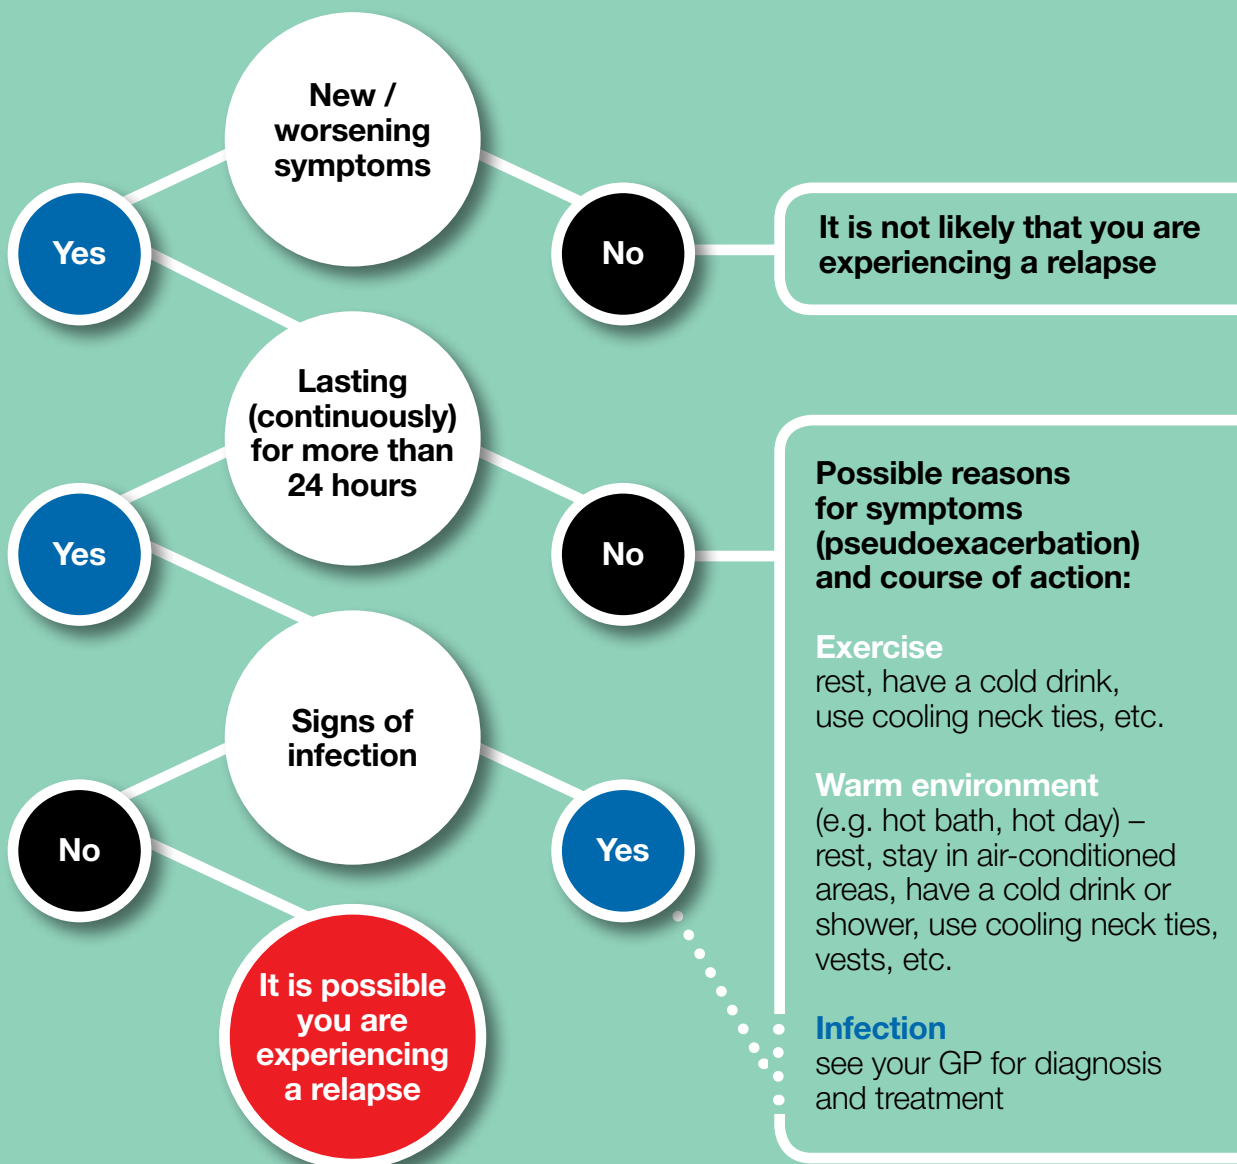 New /
worsening
symptoms
Yes
No
It is not likely that you are
experiencing a relapse
Lasting
(continuously)
for more than
24 hours
Yes
No
Possible reasons
for symptoms
(pseudoexacerbation)
and course of action:
Exercise
rest, have a cold drink,
use cooling neck ties, etc.
Warm environment
(e.g. hot bath, hot day) –
rest, stay in air-conditioned
areas, have a cold drink or
shower, use cooling neck ties,
vests, etc.
Infection
see your GP for diagnosis
and treatment
Signs of
infection
No
Yes
It is possible
you are
experiencing
a relapse